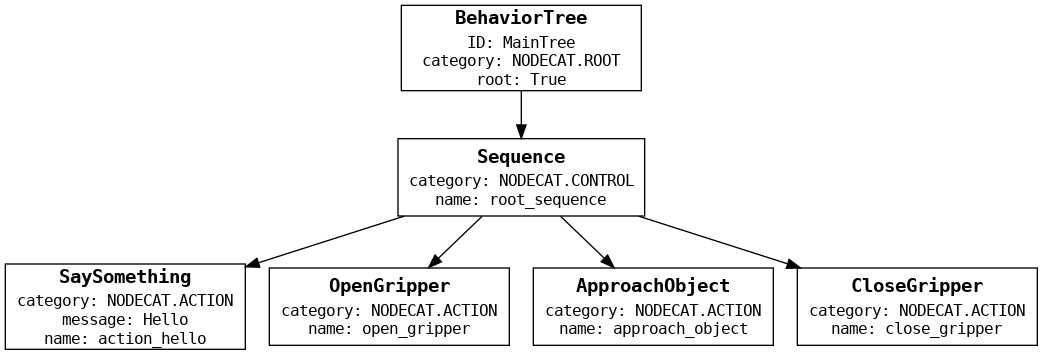 BehaviorTree
ID: MainTree
category: NODECAT.ROOT
root: True
Sequence
category: NODECAT.CONTROL
name: root_sequence
SaySomething
category: NODECAT.ACTION
message: Hello
name: action_hello
OpenGripper
category: NODECAT.ACTION
name: open_gripper
ApproachObject
category: NODECAT.ACTION
name: approach_object
CloseGripper
category: NODECAT.ACTION
name: close_gripper